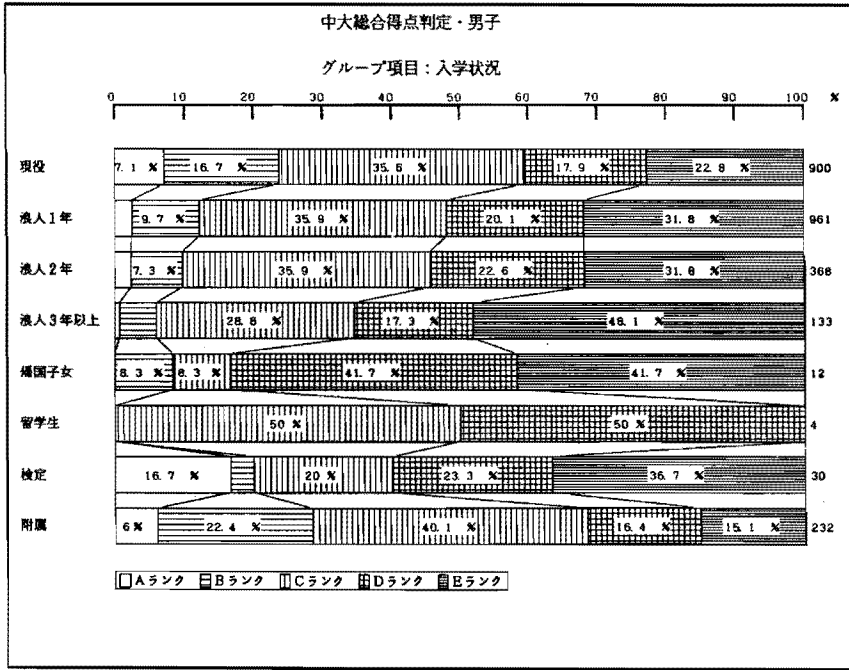 中大総合得点判定・男子
グループ項目：入学状況
0 10 20 30 40 50 60 70 80 90 100 %
現役 7.1 % 16.7 % 35.6 % 17.9 % 22.8 % 900
浪人1年 9.7 % 35.9 % 20.1 % 31.8 % 961
浪人2年 7.3 % 35.9 % 22.6 % 31.8 % 368
浪人3年以上 28.8 % 17.3 % 48.1 % 133
帰国子女 8.3 % 8.3 % 41.7 % 41.7 % 12
留学生 50 % 50 % 4
検定 16.7 % 20 % 23.3 % 36.7 % 30
附属 6% 22.4 % 40.1 % 16.4 % 15.1 % 232
Aランク Bランク Cランク Dランク Eランク